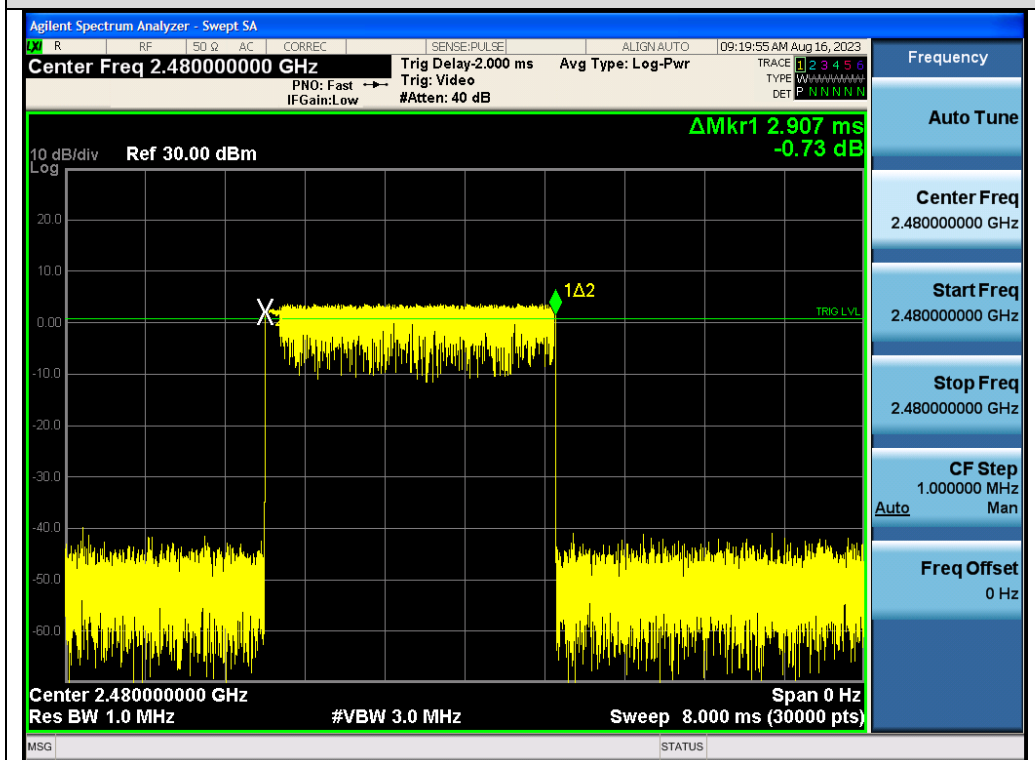 Agilent Spectrum Analyzer - Swept SA
LXI R RF 50 Ω AC CORREC SENSE:PULSE ALIGN AUTO 09:19:55 AM Aug 16, 2023
Center Freq 2.480000000 GHz
PNO: Fast
IFGain:Low
Trig Delay-2.000 ms
Trig: Video
#Atten: 40 dB
Avg Type: Log-Pwr
TRACE 1 2 3 4 5 6
TYPE WWWWWW
DET P N N N N N
ΔMkr1 2.907 ms
-0.73 dB
10 dB/div Ref 30.00 dBm
Log
20.0
10.0
1Δ2
TRIG LVL
0.00
-10.0
-20.0
-30.0
-40.0
-50.0
-60.0
Center 2.480000000 GHz Span 0 Hz
Res BW 1.0 MHz #VBW 3.0 MHz Sweep 8.000 ms (30000 pts)
MSG STATUS
Frequency
Auto Tune
Center Freq
2.480000000 GHz
Start Freq
2.480000000 GHz
Stop Freq
2.480000000 GHz
CF Step
1.000000 MHz
Auto Man
Freq Offset
0 Hz